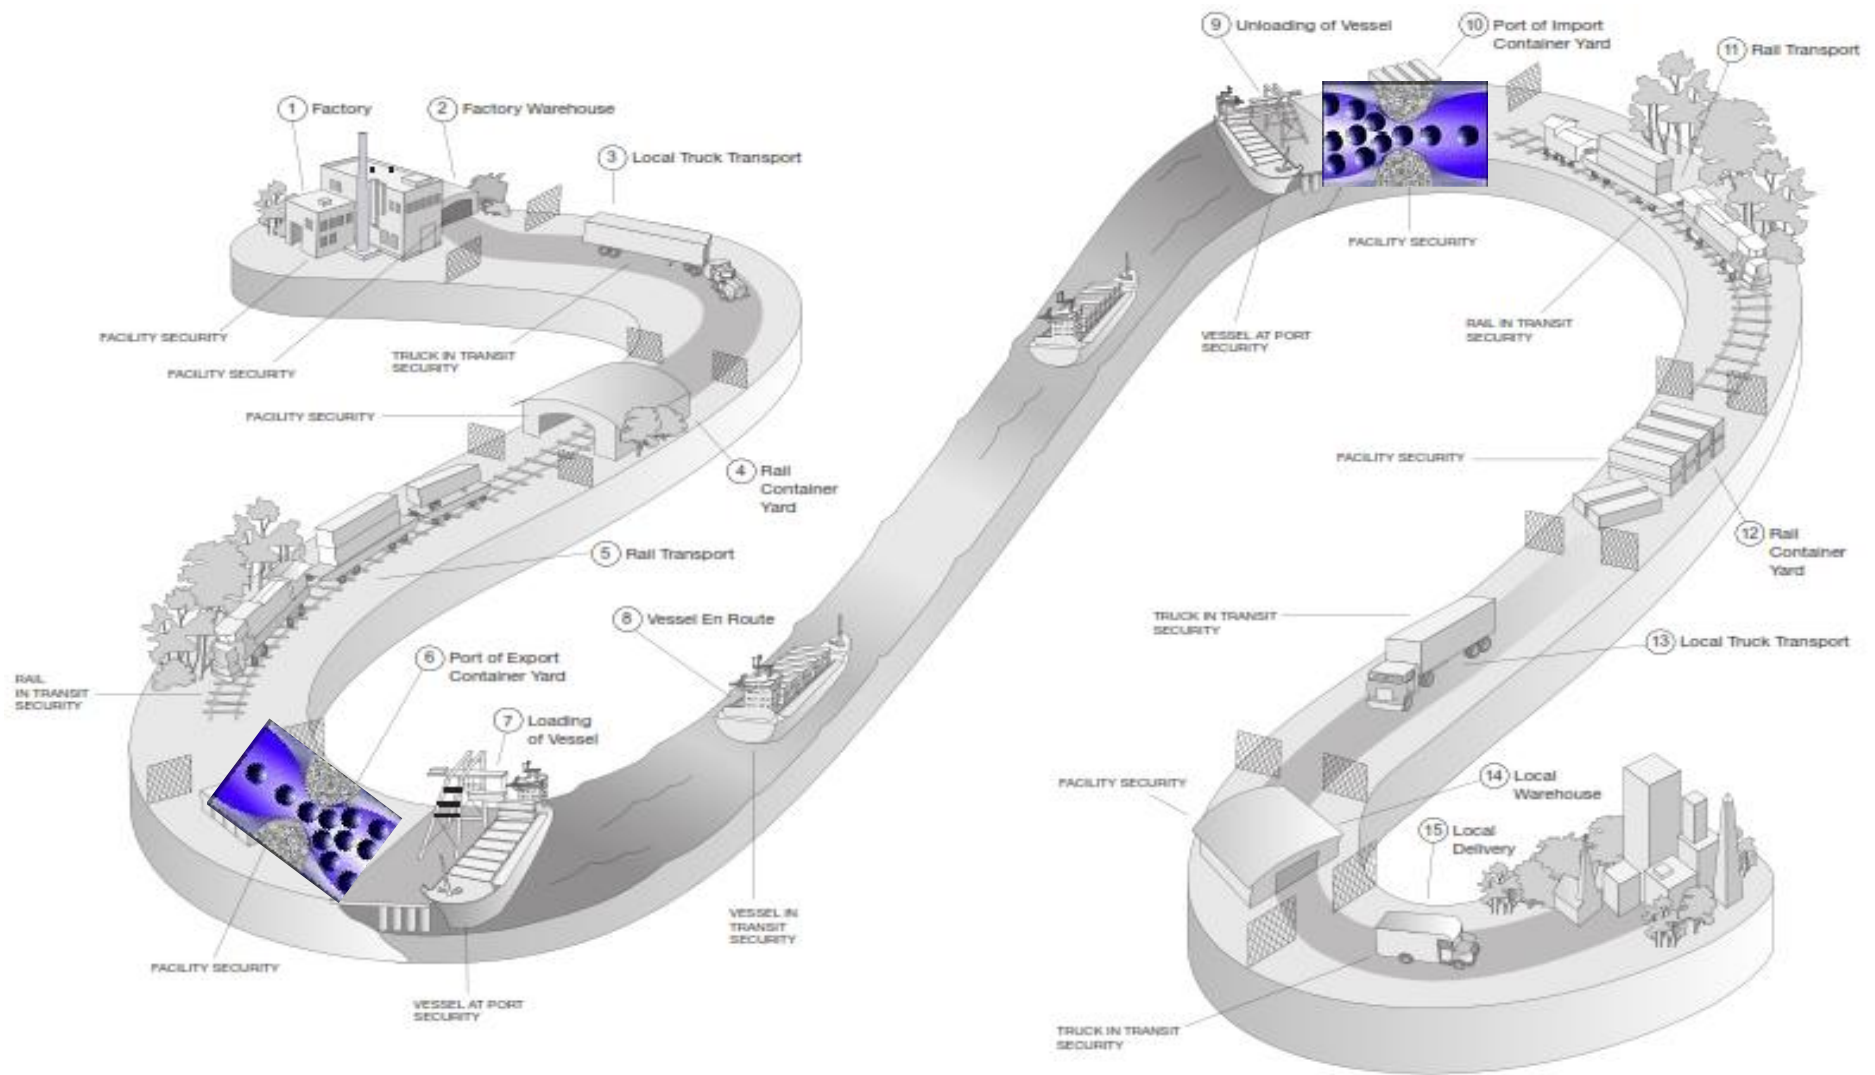 1 Factory
2 Factory Warehouse
3 Local Truck Transport
FACILITY SECURITY
FACILITY SECURITY
TRUCK IN TRANSIT
SECURITY
FACILITY SECURITY
4 Rail
Container
Yard
5 Rail Transport
RAIL
IN TRANSIT
SECURITY
6 Port of Export
Container Yard
7 Loading
of Vessel
8 Vessel En Route
FACILITY SECURITY
VESSEL AT PORT
SECURITY
VESSEL IN
TRANSIT
SECURITY
9 Unloading of Vessel
10 Port of Import
Container Yard
11 Rail Transport
FACILITY SECURITY
VESSEL AT PORT
SECURITY
RAIL IN TRANSIT
SECURITY
FACILITY SECURITY
12 Rail
Container
Yard
TRUCK IN TRANSIT
SECURITY
13 Local Truck Transport
FACILITY SECURITY
14 Local
Warehouse
15 Local
Delivery
TRUCK IN TRANSIT
SECURITY